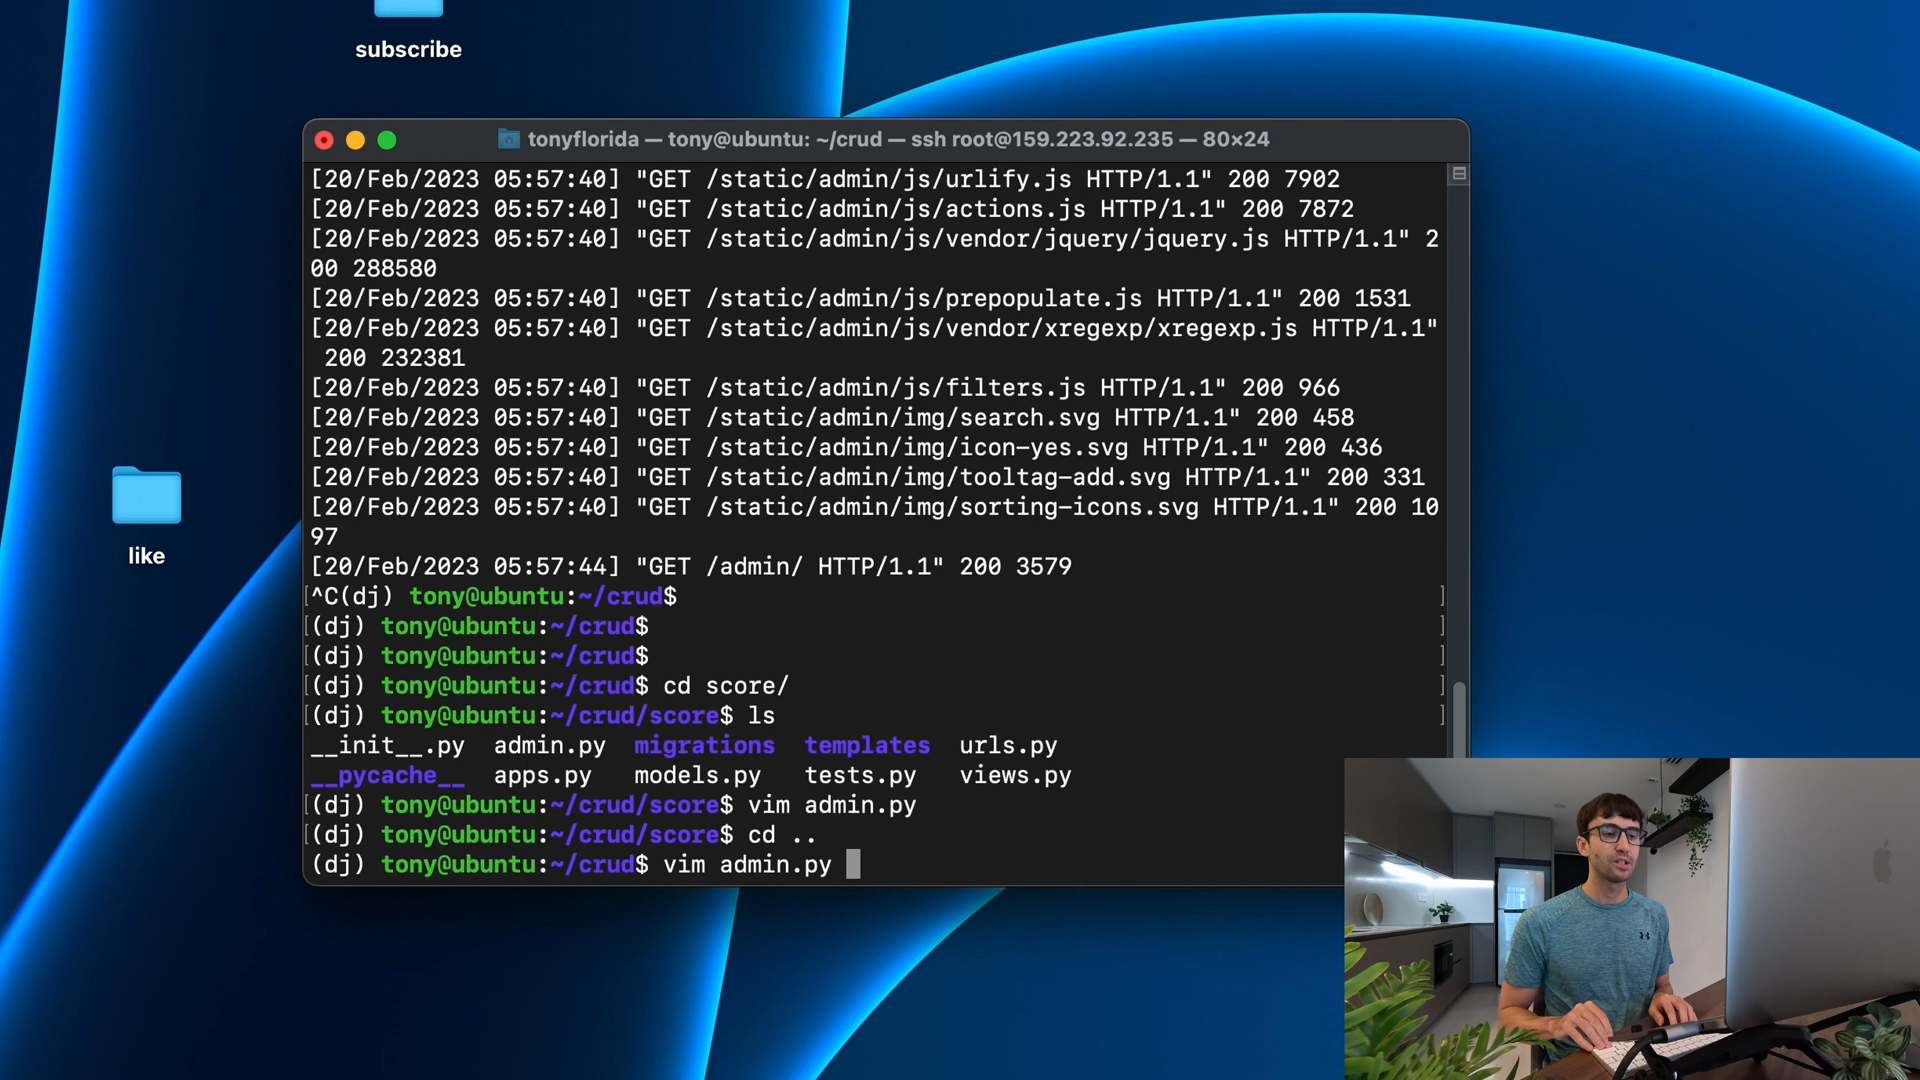 subscribe
tonyflorida — tony@ubuntu: ~/crud — ssh root@159.223.92.235 — 80×24
[20/Feb/2023 05:57:40] "GET /static/admin/js/urlify.js HTTP/1.1" 200 7902
[20/Feb/2023 05:57:40] "GET /static/admin/js/actions.js HTTP/1.1" 200 7872
[20/Feb/2023 05:57:40] "GET /static/admin/js/vendor/jquery/jquery.js HTTP/1.1" 2
00 288580
[20/Feb/2023 05:57:40] "GET /static/admin/js/prepopulate.js HTTP/1.1" 200 1531
[20/Feb/2023 05:57:40] "GET /static/admin/js/vendor/xregexp/xregexp.js HTTP/1.1"
 200 232381
[20/Feb/2023 05:57:40] "GET /static/admin/js/filters.js HTTP/1.1" 200 966
[20/Feb/2023 05:57:40] "GET /static/admin/img/search.svg HTTP/1.1" 200 458
[20/Feb/2023 05:57:40] "GET /static/admin/img/icon-yes.svg HTTP/1.1" 200 436
[20/Feb/2023 05:57:40] "GET /static/admin/img/tooltag-add.svg HTTP/1.1" 200 331
[20/Feb/2023 05:57:40] "GET /static/admin/img/sorting-icons.svg HTTP/1.1" 200 10
97
[20/Feb/2023 05:57:44] "GET /admin/ HTTP/1.1" 200 3579
[^C(dj) tony@ubuntu:~/crud$ ]
[(dj) tony@ubuntu:~/crud$ ]
[(dj) tony@ubuntu:~/crud$ ]
[(dj) tony@ubuntu:~/crud$ cd score/ ]
[(dj) tony@ubuntu:~/crud/score$ ls ]
__init__.py admin.py migrations templates urls.py
__pycache__ apps.py models.py tests.py views.py
[(dj) tony@ubuntu:~/crud/score$ vim admin.py
[(dj) tony@ubuntu:~/crud/score$ cd ..
(dj) tony@ubuntu:~/crud$ vim admin.py
like